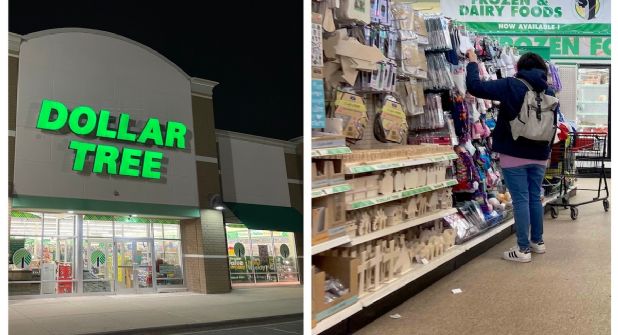 DOLLAR
TREE
FROZEN &
DAIRY FOODS
NOW AVAILABLE!
FROZEN FO